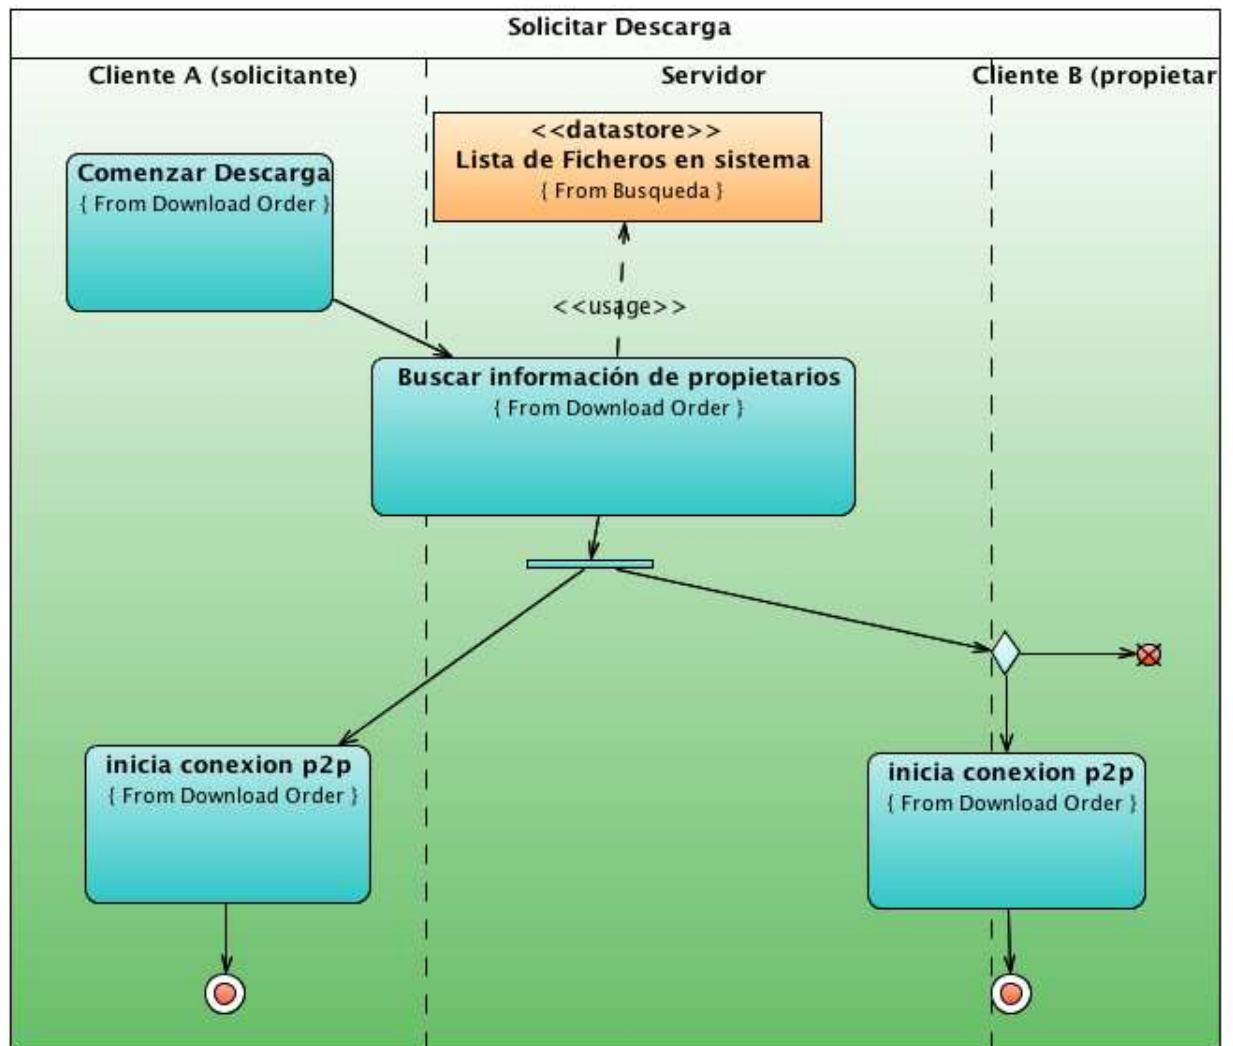 Solicitar Descarga
Cliente A (solicitante)
Servidor
Cliente B (propietar
<<datastore>>
Lista de Ficheros en sistema
{ From Busqueda }
Comenzar Descarga
{ From Download Order }
<<usage>>
Buscar información de propietarios
{ From Download Order }
inicia conexion p2p
{ From Download Order }
inicia conexion p2p
{ From Download Order }